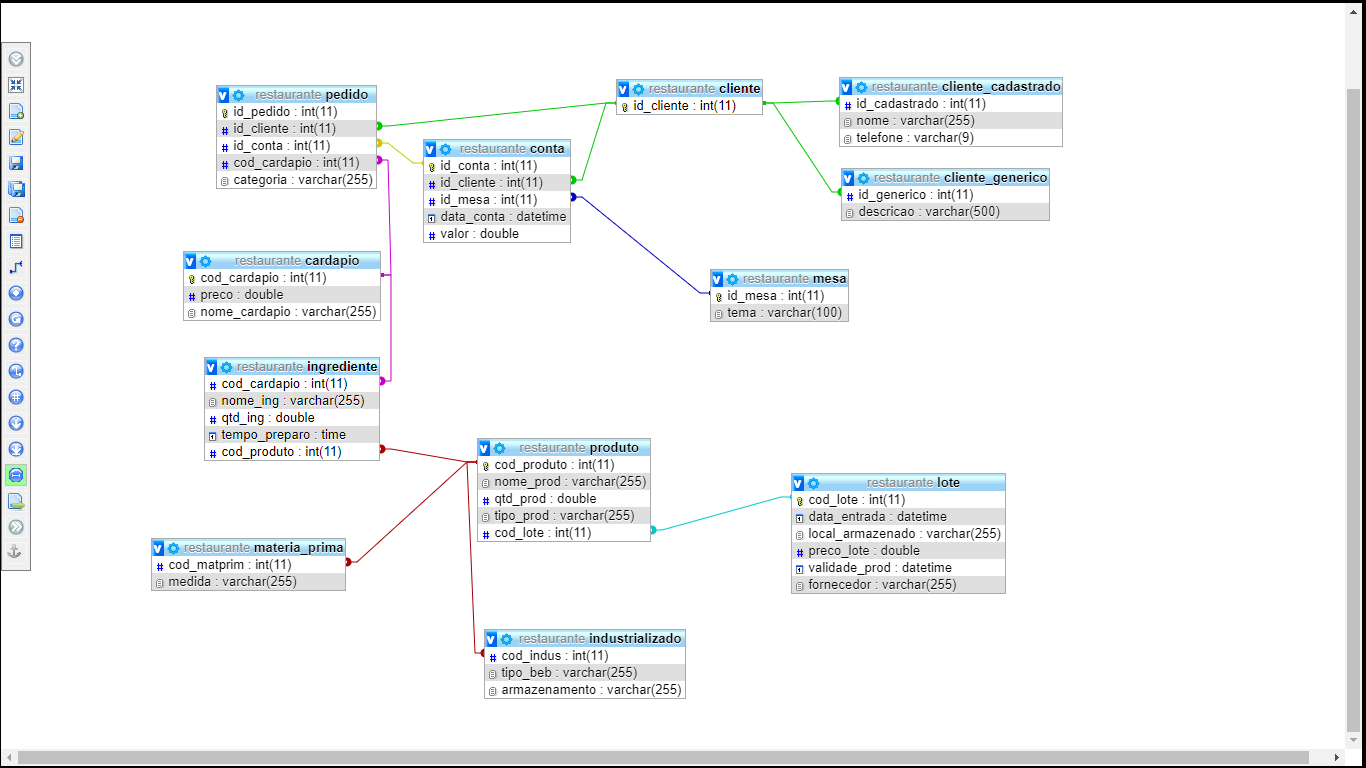 restaurante pedido
id_pedido : int(11)
id_cliente : int(11)
id_conta : int(11)
cod_cardapio : int(11)
categoria : varchar(255)
restaurante conta
id_conta : int(11)
id_cliente : int(11)
id_mesa : int(11)
data_conta : datetime
valor : double
restaurante cliente
id_cliente : int(11)
restaurante cliente_cadastrado
id_cadastrado : int(11)
nome : varchar(255)
telefone : varchar(9)
restaurante cliente_generico
id_generico : int(11)
descricao : varchar(500)
restaurante cardapio
cod_cardapio : int(11)
preco : double
nome_cardapio : varchar(255)
restaurante mesa
id_mesa : int(11)
tema : varchar(100)
restaurante ingrediente
cod_cardapio : int(11)
nome_ing : varchar(255)
qtd_ing : double
tempo_preparo : time
cod_produto : int(11)
restaurante produto
cod_produto : int(11)
nome_prod : varchar(255)
qtd_prod : double
tipo_prod : varchar(255)
cod_lote : int(11)
restaurante lote
cod_lote : int(11)
data_entrada : datetime
local_armazenado : varchar(255)
preco_lote : double
validade_prod : datetime
fornecedor : varchar(255)
restaurante materia_prima
cod_matprim : int(11)
medida : varchar(255)
restaurante industrializado
cod_indus : int(11)
tipo_beb : varchar(255)
armazenamento : varchar(255)